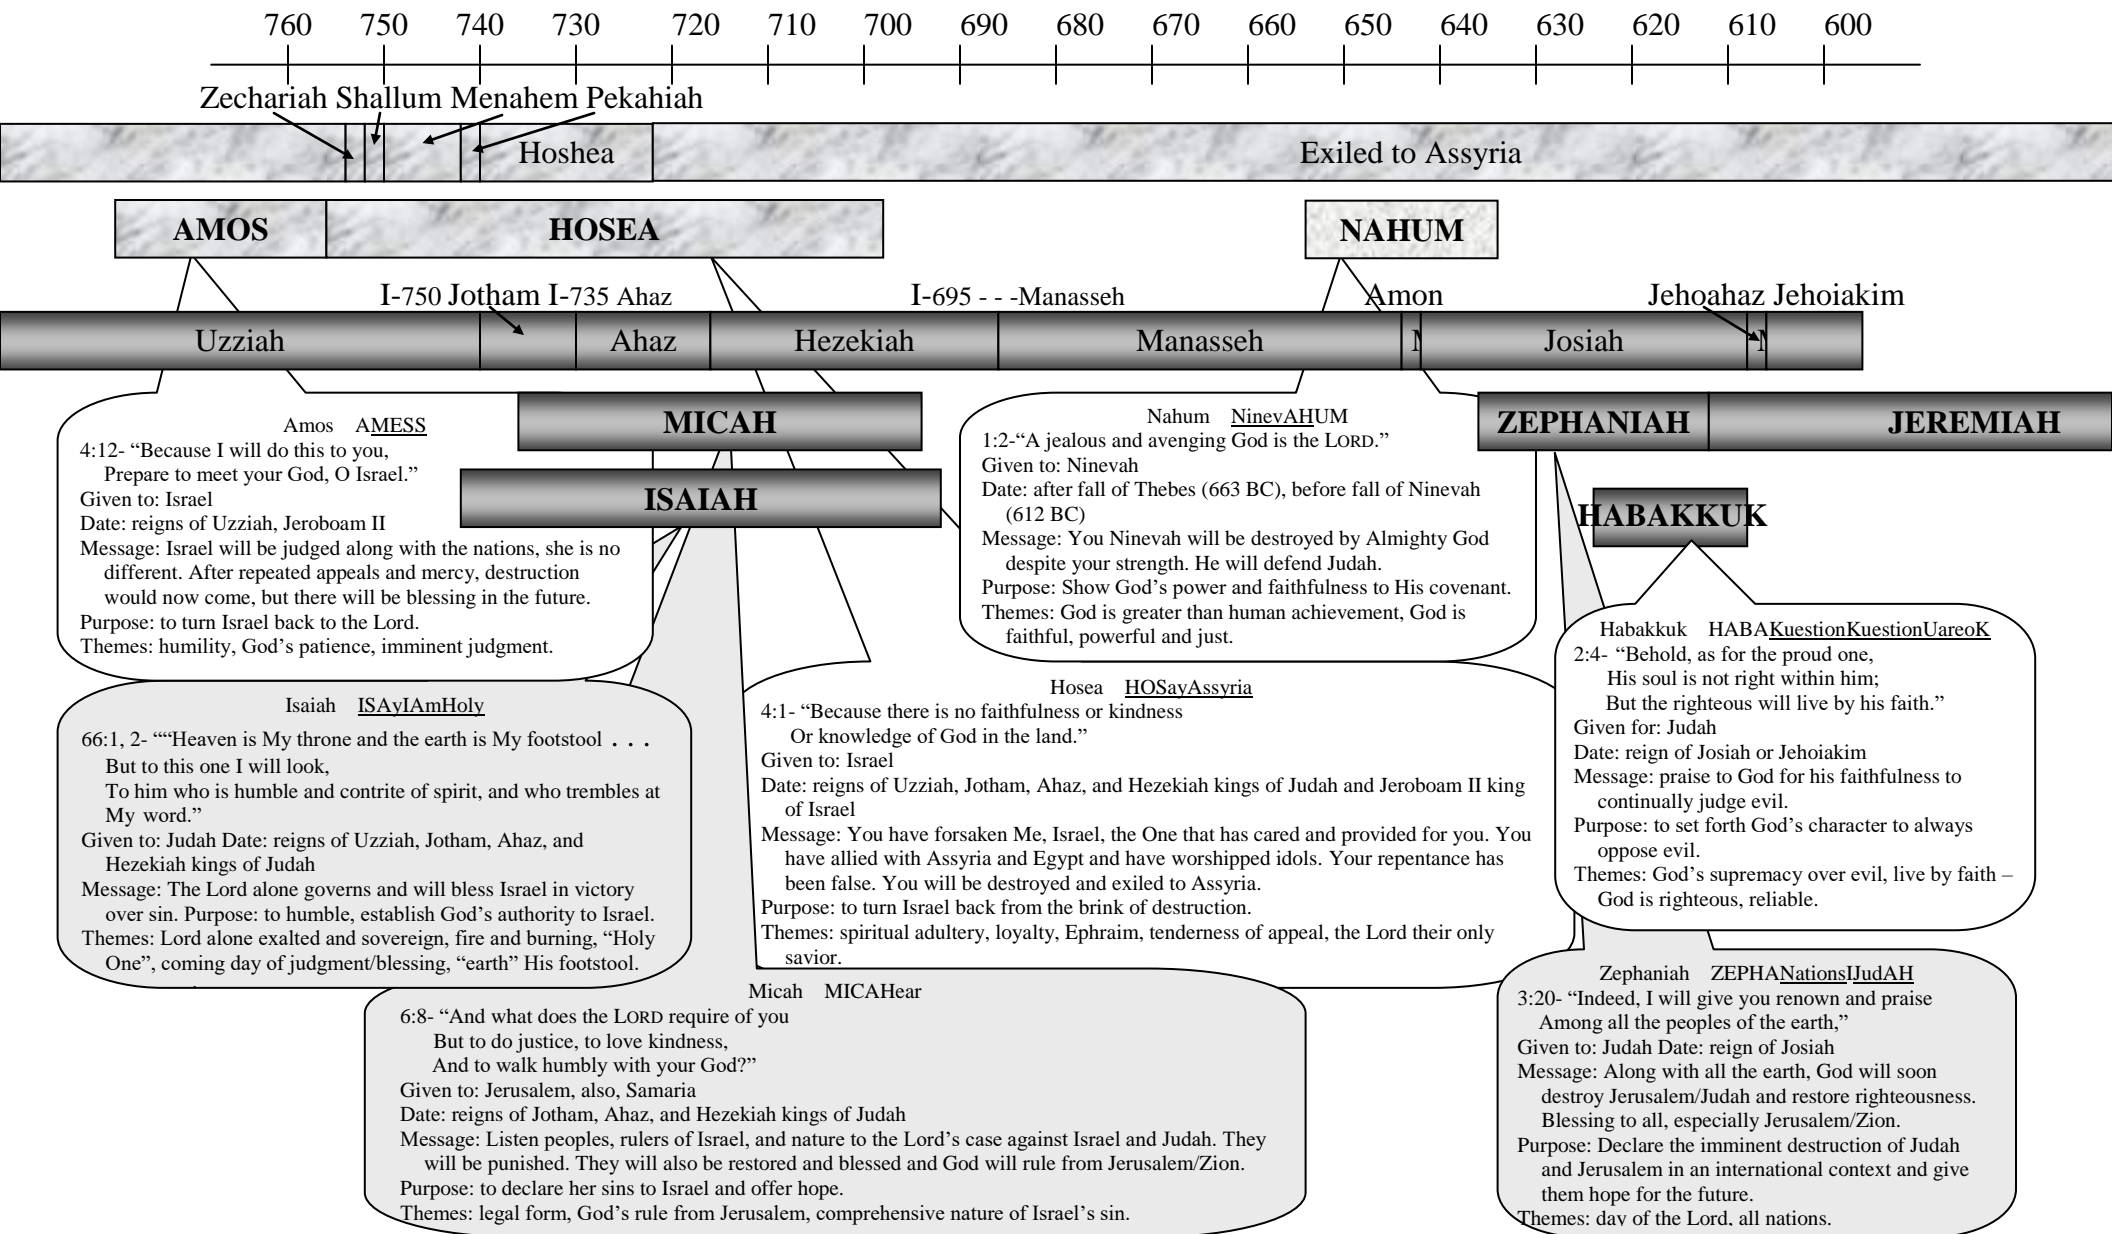 760 750 740 730 720 710 700 690 680 670 660 650 640 630 620 610 600
Zechariah Shallum Menahem Pekahiah
Hoshea
Exiled to Assyria
AMOS
HOSEA
NAHUM
I-750 Jotham I-735 Ahaz
I-695 - - -Manasseh
Amon
Jehoahaz Jehoiakim
Uzziah
Ahaz
Hezekiah
Manasseh
Josiah
MICAH
ZEPHANIAH
JEREMIAH
ISAIAH
HABAKKUK
Amos AMESS
4:12- “Because I will do this to you,
Prepare to meet your God, O Israel.”
Given to: Israel
Date: reigns of Uzziah, Jeroboam II
Message: Israel will be judged along with the nations, she is no
different. After repeated appeals and mercy, destruction
would now come, but there will be blessing in the future.
Purpose: to turn Israel back to the Lord.
Themes: humility, God’s patience, imminent judgment.
Nahum NinevAHUM
1:2-“A jealous and avenging God is the LORD.”
Given to: Ninevah
Date: after fall of Thebes (663 BC), before fall of Ninevah
(612 BC)
Message: You Ninevah will be destroyed by Almighty God
despite your strength. He will defend Judah.
Purpose: Show God’s power and faithfulness to His covenant.
Themes: God is greater than human achievement, God is
faithful, powerful and just.
Habakkuk HABAKuestionKuestionUareoK
2:4- “Behold, as for the proud one,
His soul is not right within him;
But the righteous will live by his faith.”
Given for: Judah
Date: reign of Josiah or Jehoiakim
Message: praise to God for his faithfulness to
continually judge evil.
Purpose: to set forth God’s character to always
oppose evil.
Themes: God’s supremacy over evil, live by faith –
God is righteous, reliable.
Isaiah ISAyIAmHoly
66:1, 2- ““Heaven is My throne and the earth is My footstool . . .
But to this one I will look,
To him who is humble and contrite of spirit, and who trembles at
My word.”
Given to: Judah Date: reigns of Uzziah, Jotham, Ahaz, and
Hezekiah kings of Judah
Message: The Lord alone governs and will bless Israel in victory
over sin. Purpose: to humble, establish God’s authority to Israel.
Themes: Lord alone exalted and sovereign, fire and burning, “Holy
One”, coming day of judgment/blessing, “earth” His footstool.
Hosea HOSayAssyria
4:1- “Because there is no faithfulness or kindness
Or knowledge of God in the land.”
Given to: Israel
Date: reigns of Uzziah, Jotham, Ahaz, and Hezekiah kings of Judah and Jeroboam II king
of Israel
Message: You have forsaken Me, Israel, the One that has cared and provided for you. You
have allied with Assyria and Egypt and have worshipped idols. Your repentance has
been false. You will be destroyed and exiled to Assyria.
Purpose: to turn Israel back from the brink of destruction.
Themes: spiritual adultery, loyalty, Ephraim, tenderness of appeal, the Lord their only
savior.
Micah MICAHear
6:8- “And what does the LORD require of you
But to do justice, to love kindness,
And to walk humbly with your God?”
Given to: Jerusalem, also, Samaria
Date: reigns of Jotham, Ahaz, and Hezekiah kings of Judah
Message: Listen peoples, rulers of Israel, and nature to the Lord’s case against Israel and Judah. They
will be punished. They will also be restored and blessed and God will rule from Jerusalem/Zion.
Purpose: to declare her sins to Israel and offer hope.
Themes: legal form, God’s rule from Jerusalem, comprehensive nature of Israel’s sin.
Zephaniah ZEPHANationsIJudAH
3:20- “Indeed, I will give you renown and praise
Among all the peoples of the earth,”
Given to: Judah Date: reign of Josiah
Message: Along with all the earth, God will soon
destroy Jerusalem/Judah and restore righteousness.
Blessing to all, especially Jerusalem/Zion.
Purpose: Declare the imminent destruction of Judah
and Jerusalem in an international context and give
them hope for the future.
Themes: day of the Lord, all nations.